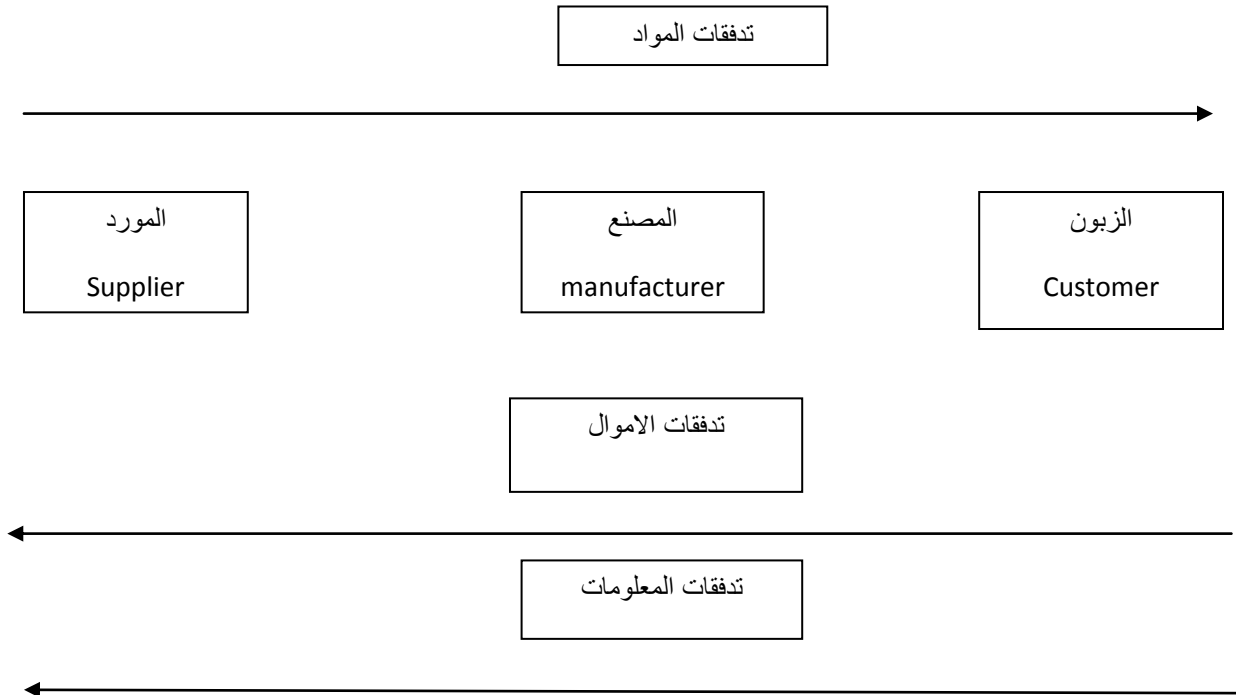 تدفقات المواد
المورد
Supplier
المصنع
manufacturer
الزبون
Customer
تدفقات الاموال
تدفقات المعلومات